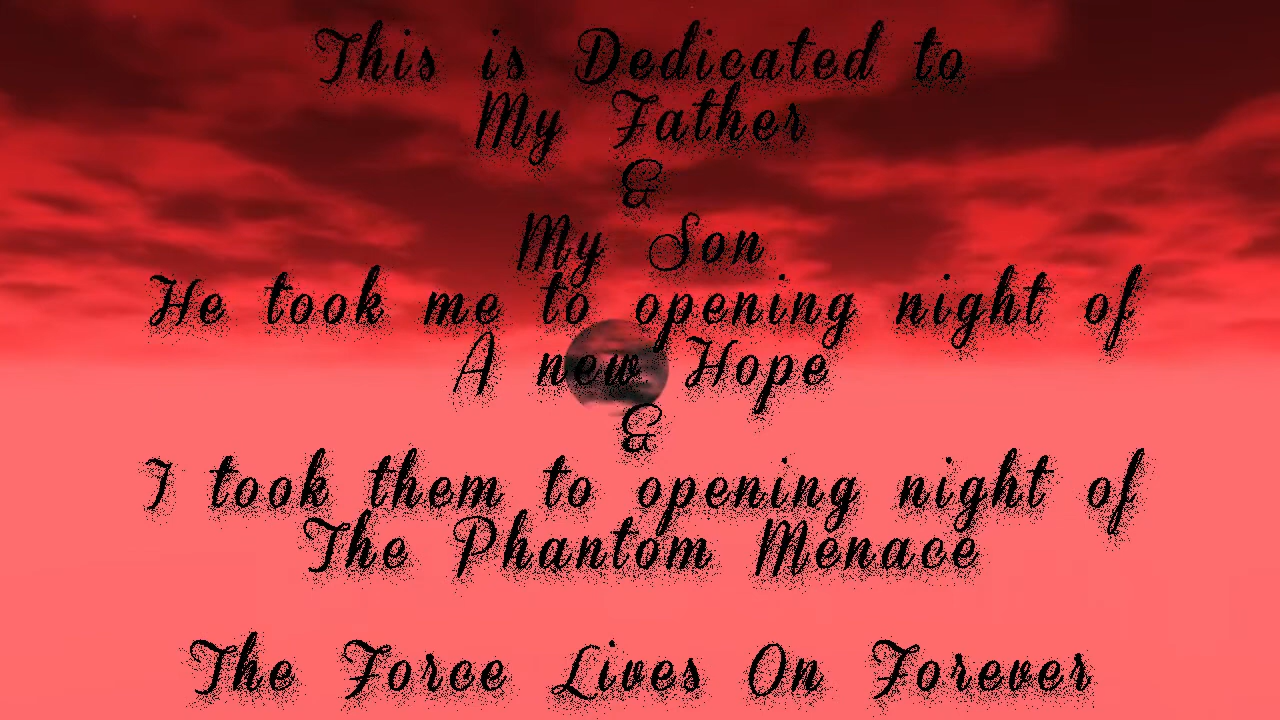 This is Dedicated to
My Father
&
My Son
He took me to opening night of
A new Hope
&
I took them to opening night of
The Phantom Menace
The Force Lives On Forever